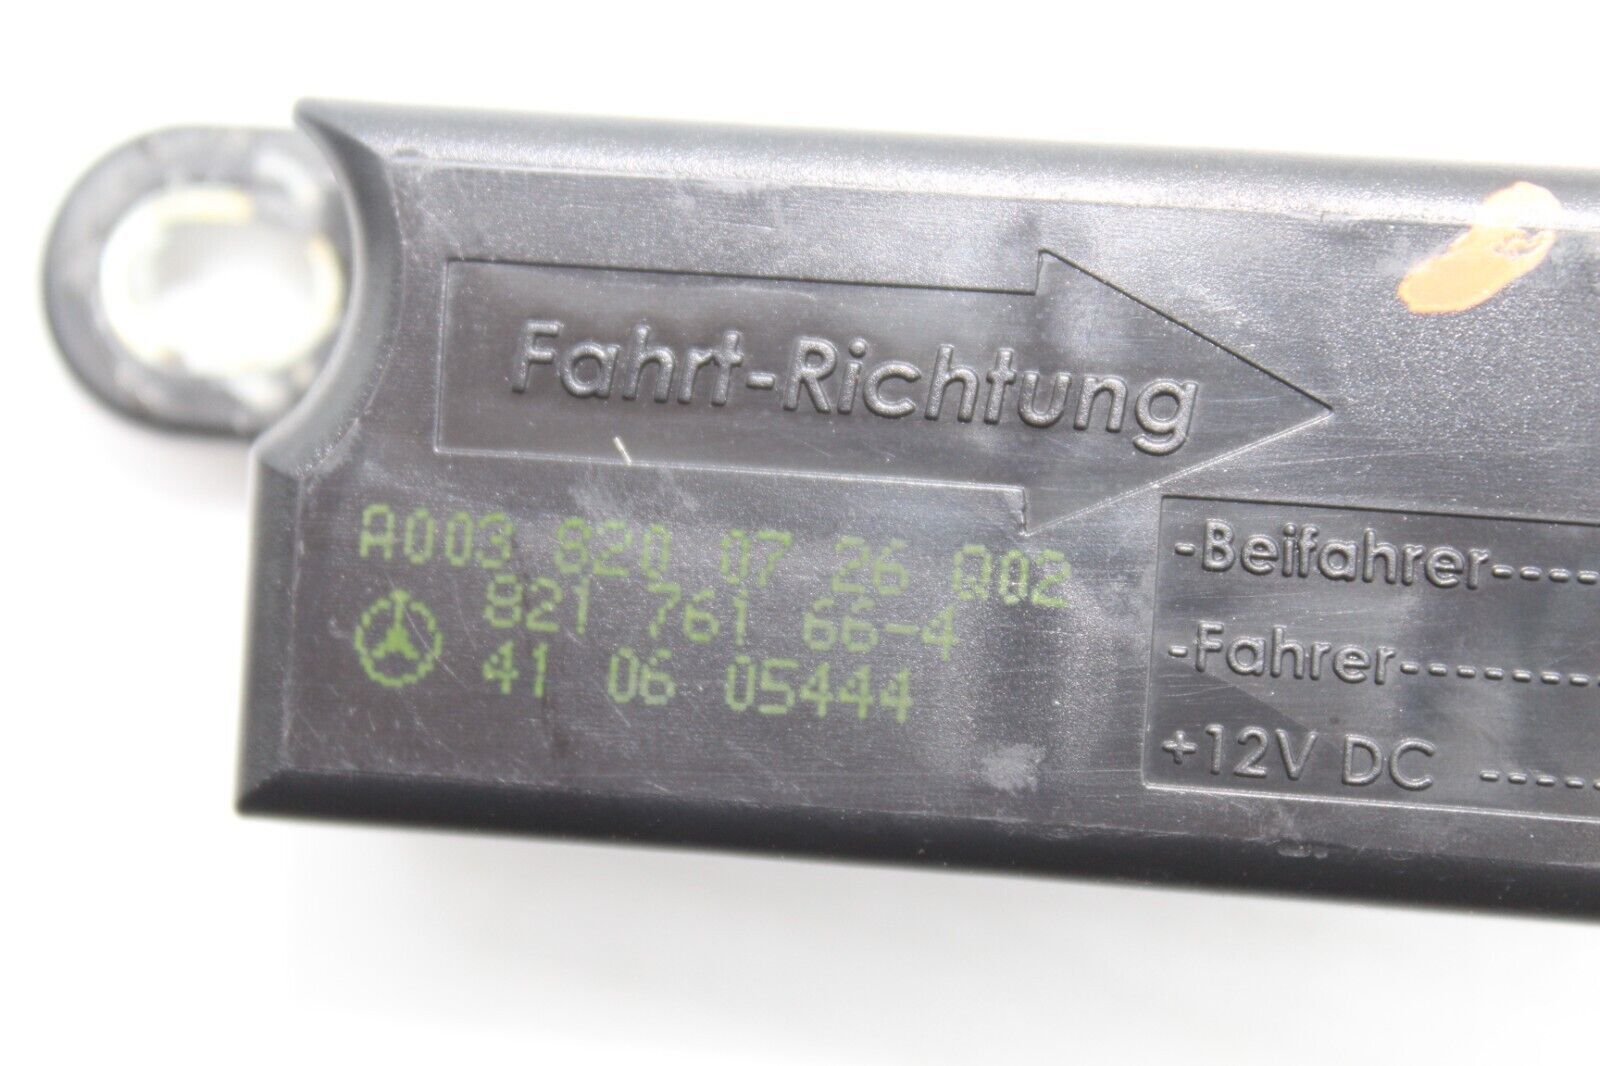 Fahrt-Richtung
A003 820 07 26 Q02
821 761 66-4
41 06 05444
-Beifahrer-----
-Fahrer---------
+12V DC -----